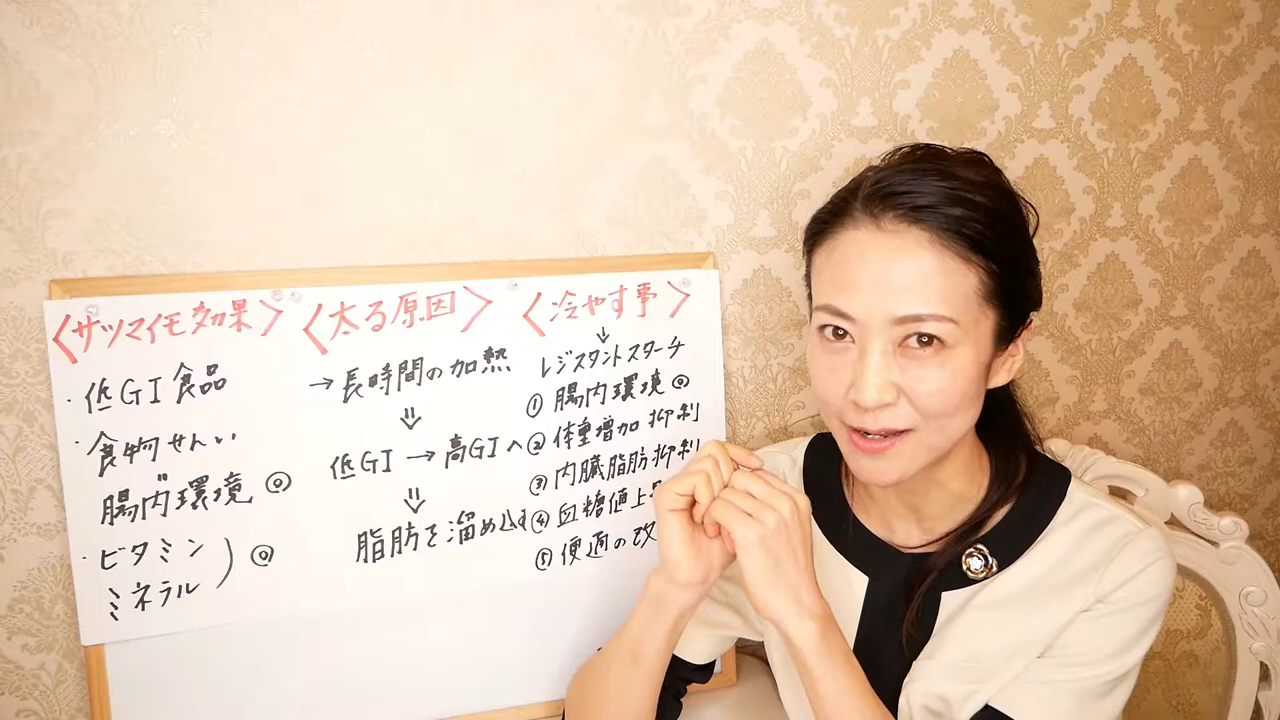 〈サツマイモ効果〉
・低GI食品
・食物せんい
〃
腸内環境 ◎
・ビタミン
ミネラル ) ◎
〈太る原因〉
→長時間の加熱
⇓
低GI→高GIへ
⇓
脂肪を溜め込む
〈冷やす事〉
↓
レジスタントスターチ
① 腸内環境◎
② 体重増加抑制
③ 内臓脂肪抑制
④ 血糖値上
⑤ 便通の改